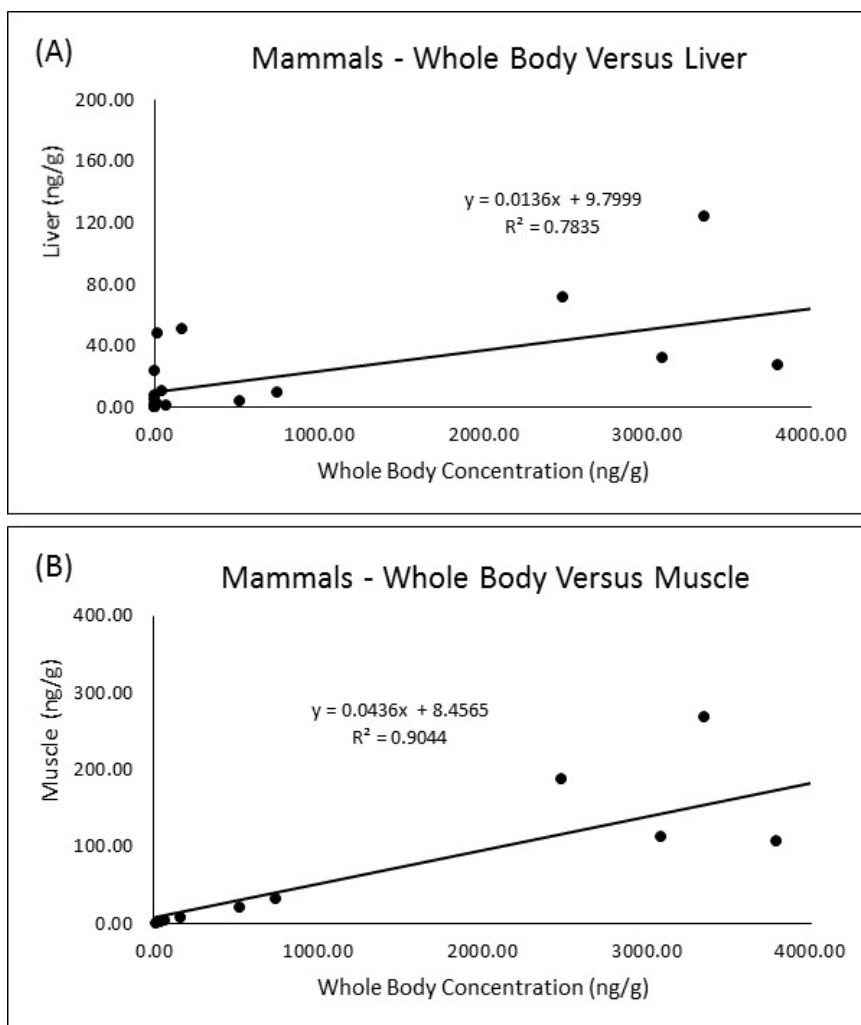 (A)
Mammals - Whole Body Versus Liver
200.00
160.00
120.00
80.00
40.00
0.00
Liver (ng/g)
y = 0.0136x + 9.7999
R² = 0.7835
0.00 1000.00 2000.00 3000.00 4000.00
Whole Body Concentration (ng/g)
(B)
Mammals - Whole Body Versus Muscle
400.00
300.00
200.00
100.00
0.00
Muscle (ng/g)
y = 0.0436x + 8.4565
R² = 0.9044
0.00 1000.00 2000.00 3000.00 4000.00
Whole Body Concentration (ng/g)